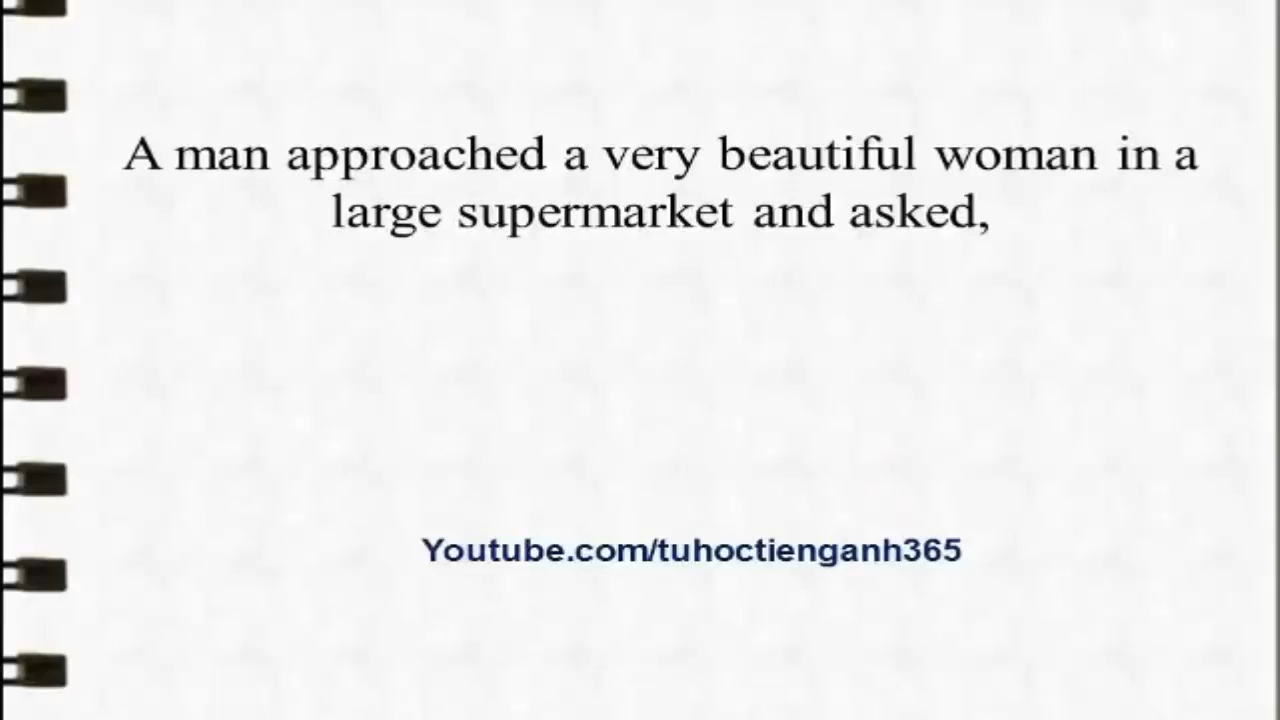 A man approached a very beautiful woman in a
large supermarket and asked,
Youtube.com/tuhoctienganh365